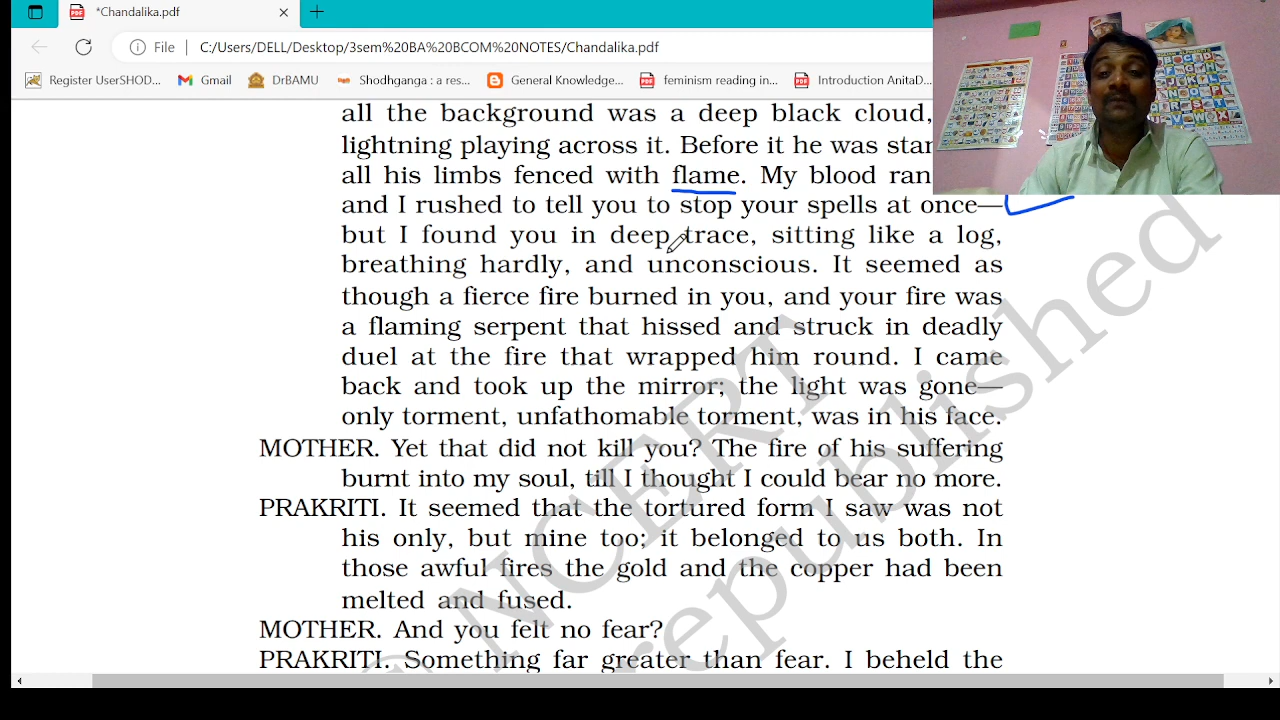 *Chandalika.pdf
File C:/Users/DELL/Desktop/3sem%20BA%20BCOM%20NOTES/Chandalika.pdf
Register UserSHOD... Gmail DrBAMU Shodhganga : a res... General Knowledge... feminism reading in... Introduction AnitaD...
all the background was a deep black cloud,
lightning playing across it. Before it he was
all his limbs fenced with flame. My blood ran
and I rushed to tell you to stop your spells at once—
but I found you in deep trace, sitting like a log,
breathing hardly, and unconscious. It seemed as
though a fierce fire burned in you, and your fire was
a flaming serpent that hissed and struck in deadly
duel at the fire that wrapped him round. I came
back and took up the mirror; the light was gone—
only torment, unfathomable torment, was in his face.
MOTHER. Yet that did not kill you? The fire of his suffering
burnt into my soul, till I thought I could bear no more.
PRAKRITI. It seemed that the tortured form I saw was not
his only, but mine too; it belonged to us both. In
those awful fires the gold and the copper had been
melted and fused.
MOTHER. And you felt no fear?
PRAKRITI. Something far greater than fear. I beheld the
© NCERT
republished